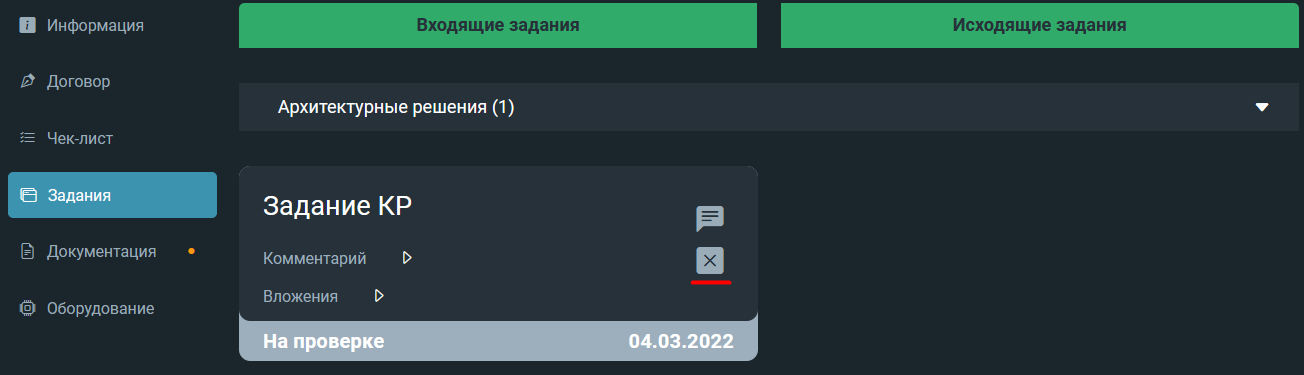 Информация
Договор
Чек-лист
Задания
Документация
Оборудование
Входящие задания
Исходящие задания
Архитектурные решения (1)
Задание КР
Комментарий
Вложения
На проверке
04.03.2022